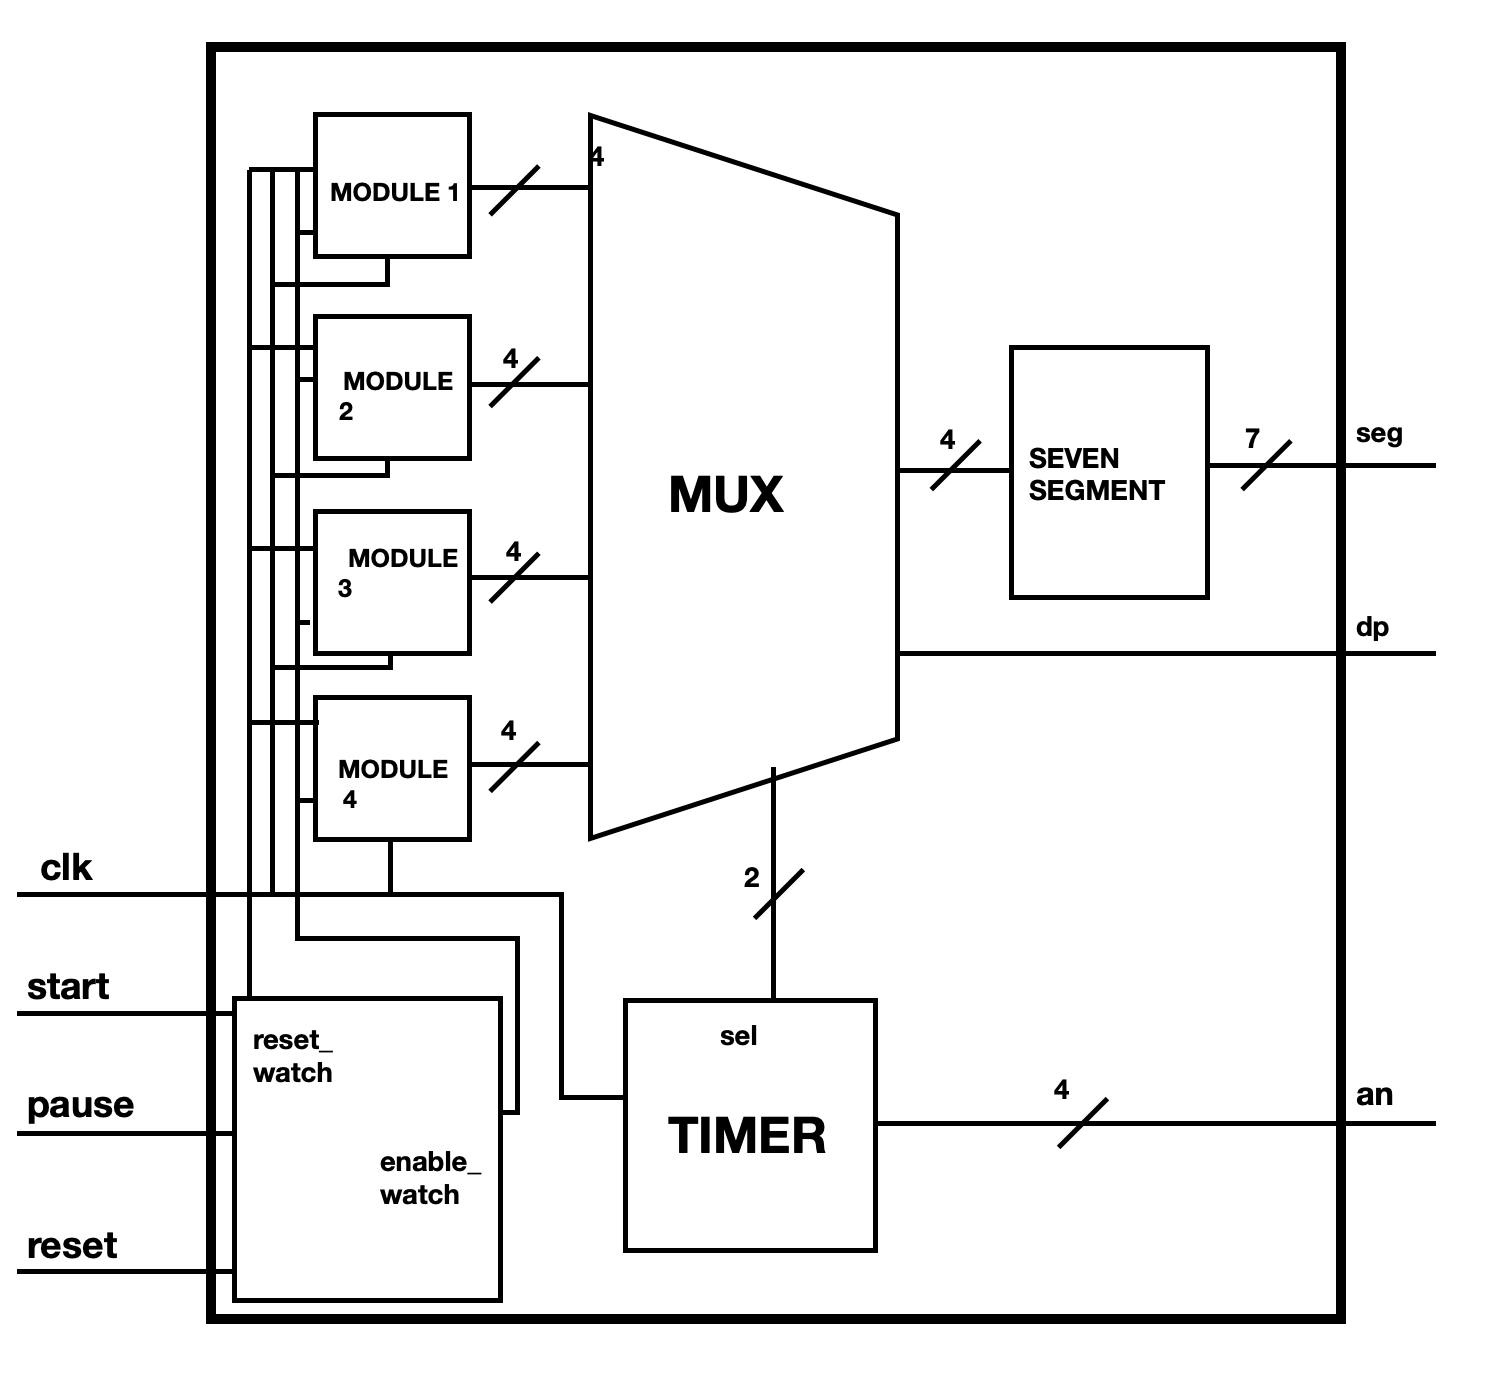 4
MODULE 1
4
MODULE
2
4
seg
7
SEVEN
SEGMENT
MUX
4
MODULE
3
dp
4
MODULE
4
clk
2
start
sel
reset_
watch
pause
4
an
TIMER
enable_
watch
reset